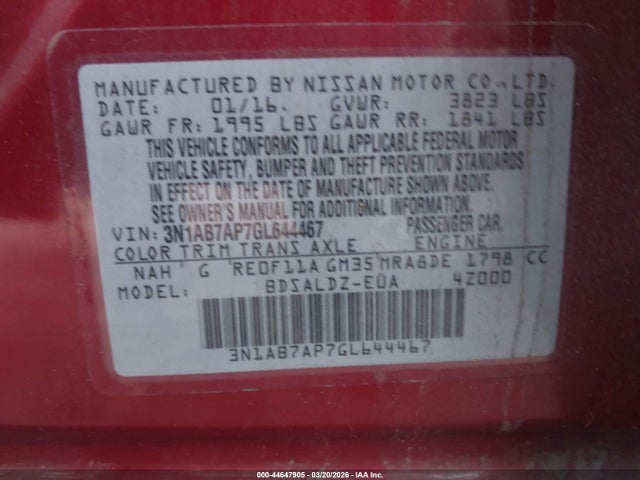 MANUFACTURED BY NISSAN MOTOR CO., LTD.
DATE: 01/16. GVWR: 3823 LBS
GAWR FR: 1995 LBS GAWR RR: 1841 LBS
THIS VEHICLE CONFORMS TO ALL APPLICABLE FEDERAL MOTOR
VEHICLE SAFETY, BUMPER AND THEFT PREVENTION STANDARDS
IN EFFECT ON THE DATE OF MANUFACTURE SHOWN ABOVE.
SEE OWNER'S MANUAL FOR ADDITIONAL INFORMATION.
VIN: 3N1AB7AP7GL644467 PASSENGER CAR.
COLOR TRIM TRANS AXLE ENGINE
NAH G RE0F11A GM35 MRA8DE 1798 CC
MODEL: BDSALDZ-EUA 42000
3N1AB7AP7GL644467
000-44647905 - 03/20/2026 - IAA Inc.